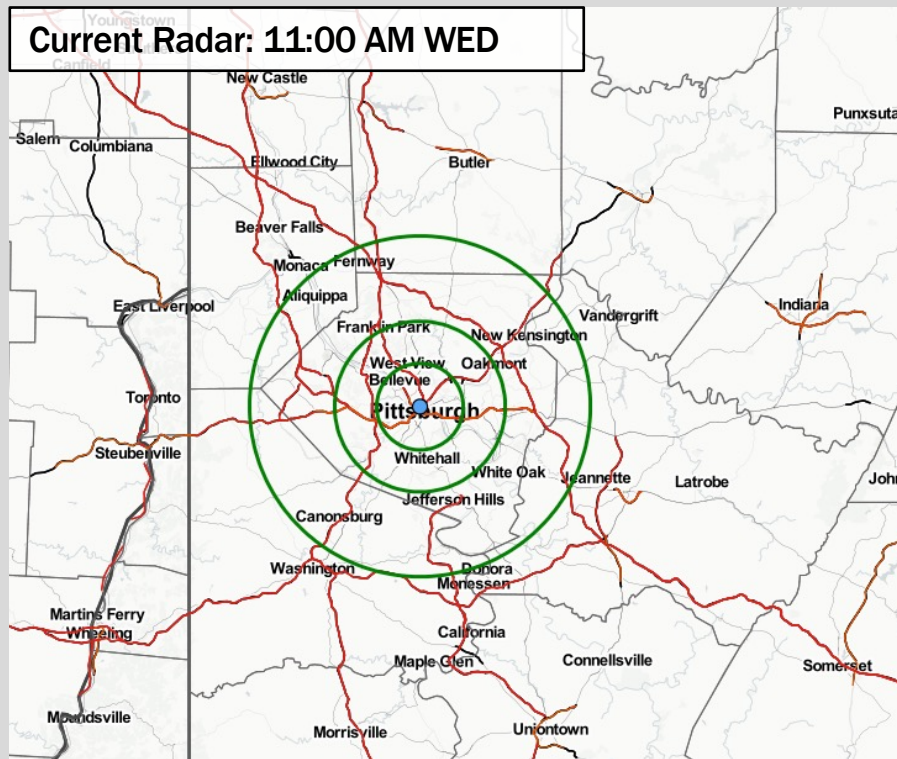 Current Radar: 11:00 AM WED
Youngstown
Canfield
New Castle
Punxsuta
Salem
Columbiana
Ellwood City
Butler
Beaver Falls
Monaca
Fernway
Aliquippa
East Liverpool
Indiana
Vandergrift
Franklin Park
New Kensington
West View
Oakmont
Bellevue
Toronto
Pittsburgh
Steubenville
Whitehall
White Oak
Jeannette
Latrobe
John
Jefferson Hills
Canonsburg
Washington
Donora
Monessen
Martins Ferry
Wheeling
California
Maple Glen
Connellsville
Somerset
Moundsville
Morrisville
Uniontown